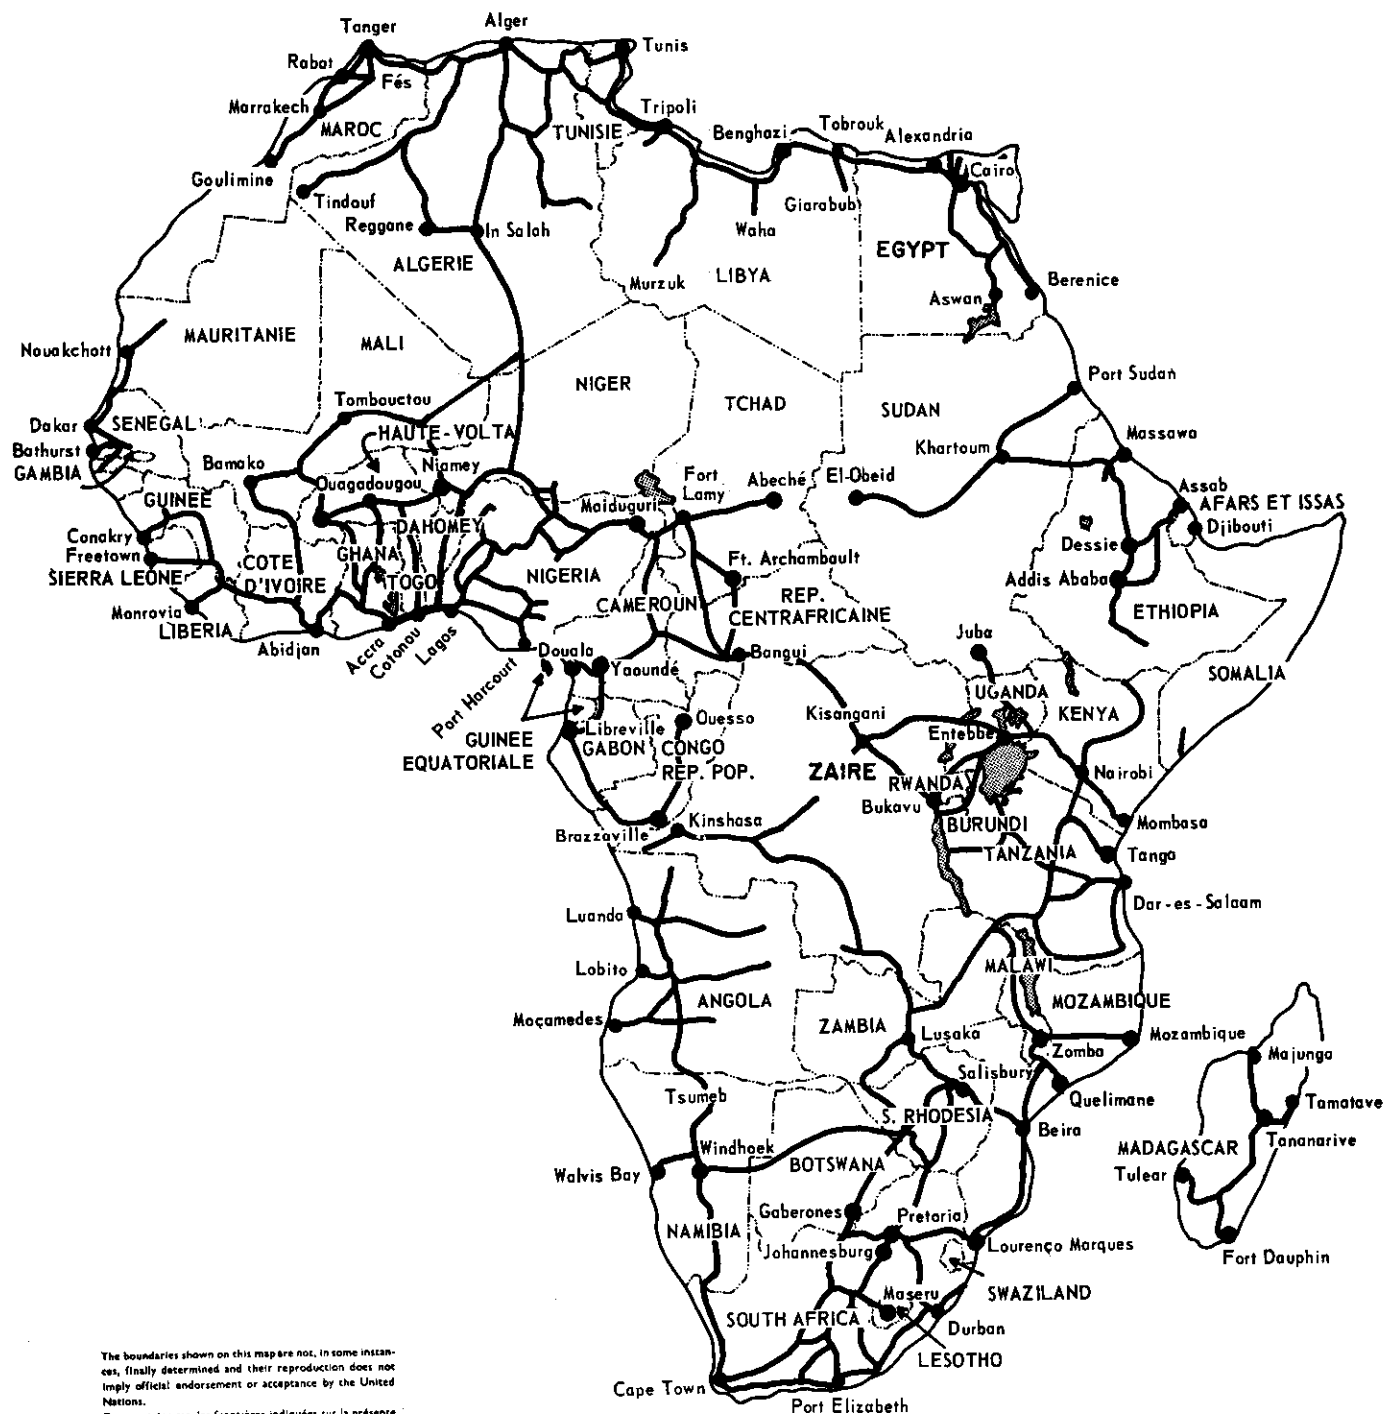 Tanger
Alger
Tunis
Rabat
Fés
Marrakech
MAROC
TUNISIE
Tripoli
Benghazi
Tobrouk
Alexandria
Cairo
Goulimine
Tindouf
Reggane
In Salah
Waha
Giarabub
EGYPT
ALGERIE
Murzuk
LIBYA
Aswan
Berenice
Nouakchott
MAURITANIE
MALI
NIGER
TCHAD
SUDAN
Port Sudan
Tombouctou
Dakar
SENEGAL
HAUTE-VOLTA
Khartoum
Massawa
Bathurst
GAMBIA
Bamako
Niamey
Ouagadougou
Fort
Lamy
Abeché
El-Obeid
Assab
AFARS ET ISSAS
GUINEE
Maiduguri
Djibouti
DAHOMEY
Conakry
Freetown
SIERRA LEONE
COTE
D'IVOIRE
GHANA
TOGO
NIGERIA
Ft. Archambault
Dessie
Addis Ababa
REP.
CENTRAFRICAINE
CAMEROUN
ETHIOPIA
Monrovia
LIBERIA
Abidjan
Accra
Cotonou
Lagos
Port Harcourt
Douala
Yaoundé
Bangui
Juba
SOMALIA
UGANDA
KENYA
Kisangani
Entebbe
Ouesso
Libreville
GABON
CONGO
REP. POP.
GUINEE
EQUATORIALE
ZAIRE
RWANDA
Nairobi
Bukavu
BURUNDI
Mombasa
Brazzaville
Kinshasa
TANZANIA
Tanga
Dar-es-Salaam
Luanda
Lobito
ANGOLA
MALAWI
MOZAMBIQUE
Moçamedes
ZAMBIA
Lusaka
Zomba
Mozambique
Majunga
Salisbury
Quelimane
Tsumeb
S. RHODESIA
Beira
Tamatave
Tananarive
MADAGASCAR
Tulear
Windhoek
Walvis Bay
BOTSWANA
Gaberones
Pretoria
NAMIBIA
Johannesburg
Lourenço Marques
Fort Dauphin
SWAZILAND
Maseru
SOUTH AFRICA
Durban
LESOTHO
Cape Town
Port Elizabeth
The boundaries shown on this map are not, in some instan-
ces, finally determined and their reproduction does not
imply official endorsement or acceptance by the United
Nations.